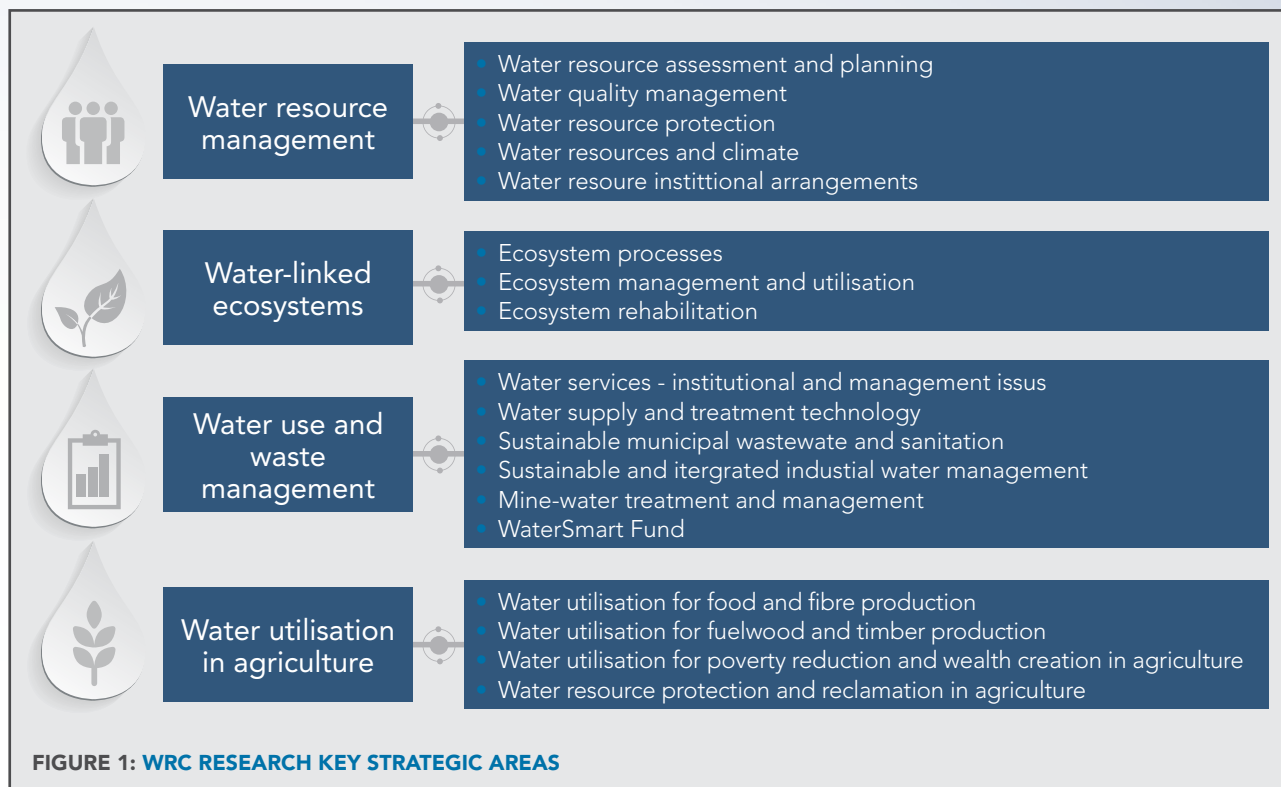 Water resource
management
• Water resource assessment and planning
• Water quality management
• Water resource protection
• Water resources and climate
• Water resoure instittional arrangements
Water-linked
ecosystems
• Ecosystem processes
• Ecosystem management and utilisation
• Ecosystem rehabilitation
Water use and
waste
management
• Water services - institutional and management issus
• Water supply and treatment technology
• Sustainable municipal wastewate and sanitation
• Sustainable and itergrated industial water management
• Mine-water treatment and management
• WaterSmart Fund
Water utilisation
in agriculture
• Water utilisation for food and fibre production
• Water utilisation for fuelwood and timber production
• Water utilisation for poverty reduction and wealth creation in agriculture
• Water resource protection and reclamation in agriculture
FIGURE 1: WRC RESEARCH KEY STRATEGIC AREAS